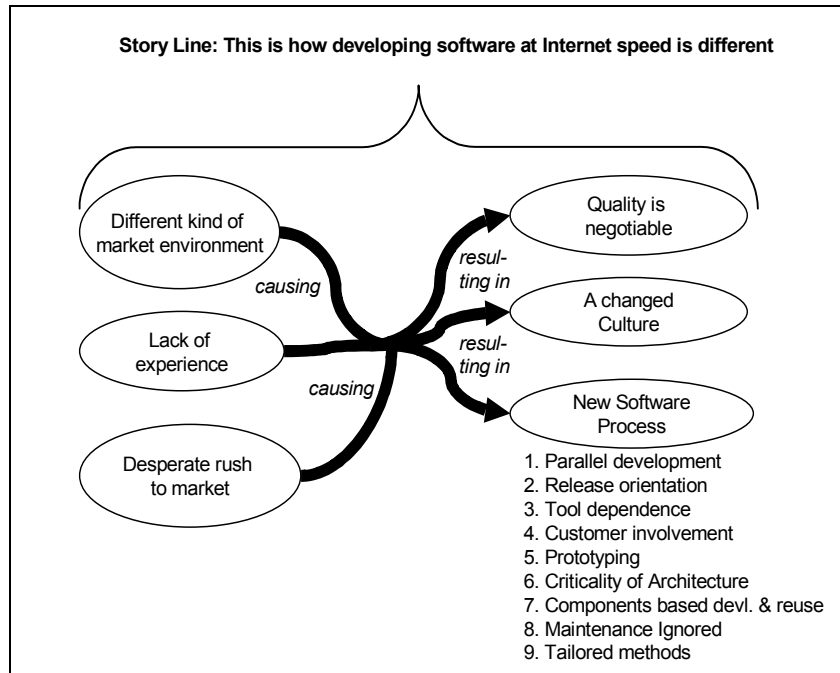 Story Line: This is how developing software at Internet speed is different
Different kind of
market environment
Lack of
experience
Desperate rush
to market
causing
causing
resul-
ting in
resul-
ting in
Quality is
negotiable
A changed
Culture
New Software
Process
1. Parallel development
2. Release orientation
3. Tool dependence
4. Customer involvement
5. Prototyping
6. Criticality of Architecture
7. Components based devl. & reuse
8. Maintenance Ignored
9. Tailored methods